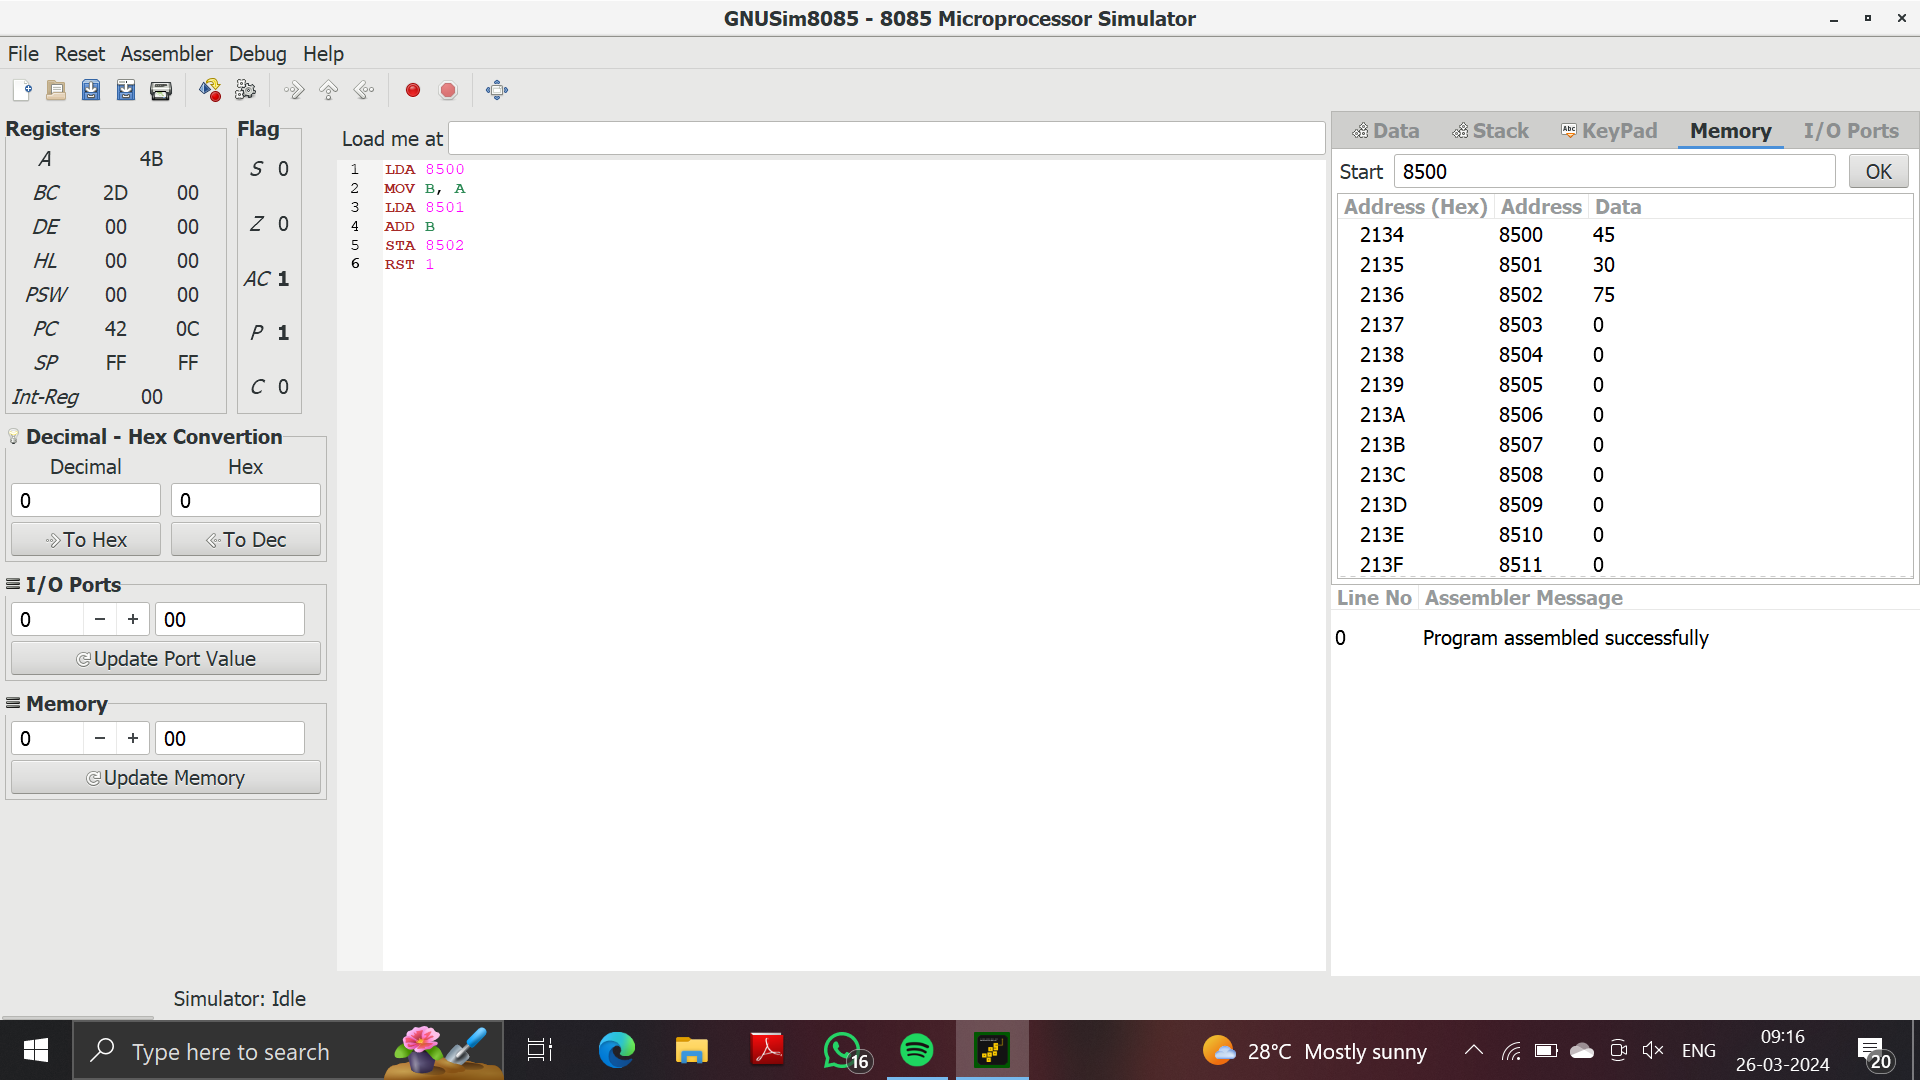 GNUSim8085 - 8085 Microprocessor Simulator
File Reset Assembler Debug Help
Registers
A 4B
BC 2D 00
DE 00 00
HL 00 00
PSW 00 00
PC 42 0C
SP FF FF
Int-Reg 00
Flag
S 0
Z 0
AC 1
P 1
C 0
Decimal - Hex Convertion
Decimal Hex
0 0
To Hex To Dec
I/O Ports
0 − + 00
Update Port Value
Memory
0 − + 00
Update Memory
Load me at
1 LDA 8500
2 MOV B, A
3 LDA 8501
4 ADD B
5 STA 8502
6 RST 1
Data Stack Abc KeyPad Memory I/O Ports
Start 8500 OK
Address (Hex) Address Data
2134 8500 45
2135 8501 30
2136 8502 75
2137 8503 0
2138 8504 0
2139 8505 0
213A 8506 0
213B 8507 0
213C 8508 0
213D 8509 0
213E 8510 0
213F 8511 0
Line No Assembler Message
0 Program assembled successfully
Simulator: Idle
Type here to search
16
28°C Mostly sunny
ENG
09:16
26-03-2024
20